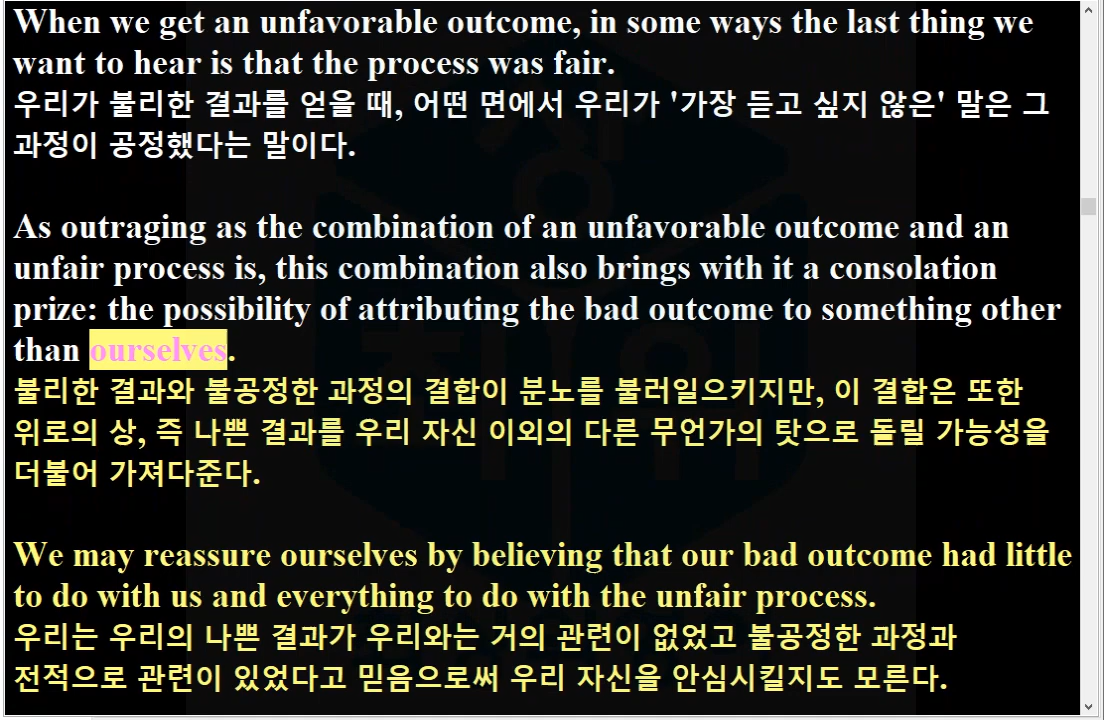 When we get an unfavorable outcome, in some ways the last thing we
want to hear is that the process was fair.
우리가 불리한 결과를 얻을 때, 어떤 면에서 우리가 '가장 듣고 싶지 않은' 말은 그
과정이 공정했다는 말이다.
As outraging as the combination of an unfavorable outcome and an
unfair process is, this combination also brings with it a consolation
prize: the possibility of attributing the bad outcome to something other
than ourselves.
불리한 결과와 불공정한 과정의 결합이 분노를 불러일으키지만, 이 결합은 또한
위로의 상, 즉 나쁜 결과를 우리 자신 이외의 다른 무언가의 탓으로 돌릴 가능성을
더불어 가져다준다.
We may reassure ourselves by believing that our bad outcome had little
to do with us and everything to do with the unfair process.
우리는 우리의 나쁜 결과가 우리와는 거의 관련이 없었고 불공정한 과정과
전적으로 관련이 있었다고 믿음으로써 우리 자신을 안심시킬지도 모른다.